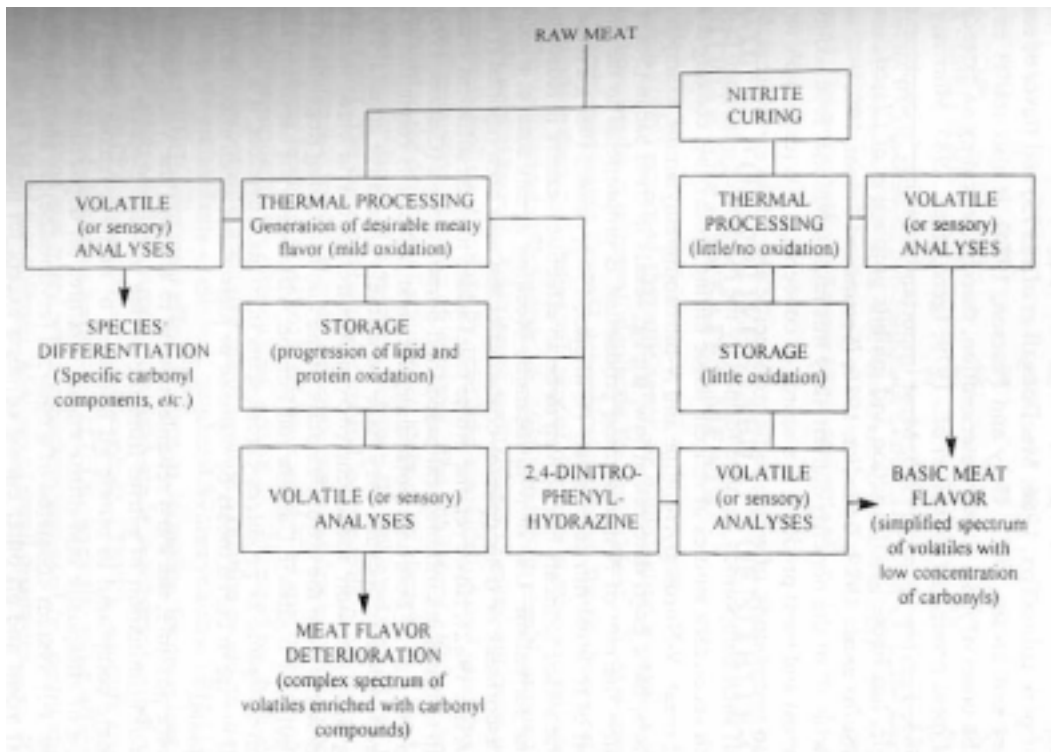 RAW MEAT
NITRITE
CURING
VOLATILE
(or sensory)
ANALYSES
THERMAL PROCESSING
Generation of desirable meaty
flavor (mild oxidation)
THERMAL
PROCESSING
(little/no oxidation)
VOLATILE
(or sensory)
ANALYSES
SPECIES
DIFFERENTIATION
(Specific carbonyl
components, etc.)
STORAGE
(progression of lipid and
protein oxidation)
STORAGE
(little oxidation)
VOLATILE (or sensory)
ANALYSES
2,4-DINITRO-
PHENYL-
HYDRAZINE
VOLATILE
(or sensory)
ANALYSES
BASIC MEAT
FLAVOR
(simplified spectrum
of volatiles with
low concentration
of carbonyls)
MEAT FLAVOR
DETERIORATION
(complex spectrum of
volatiles enriched with carbonyl
compounds)